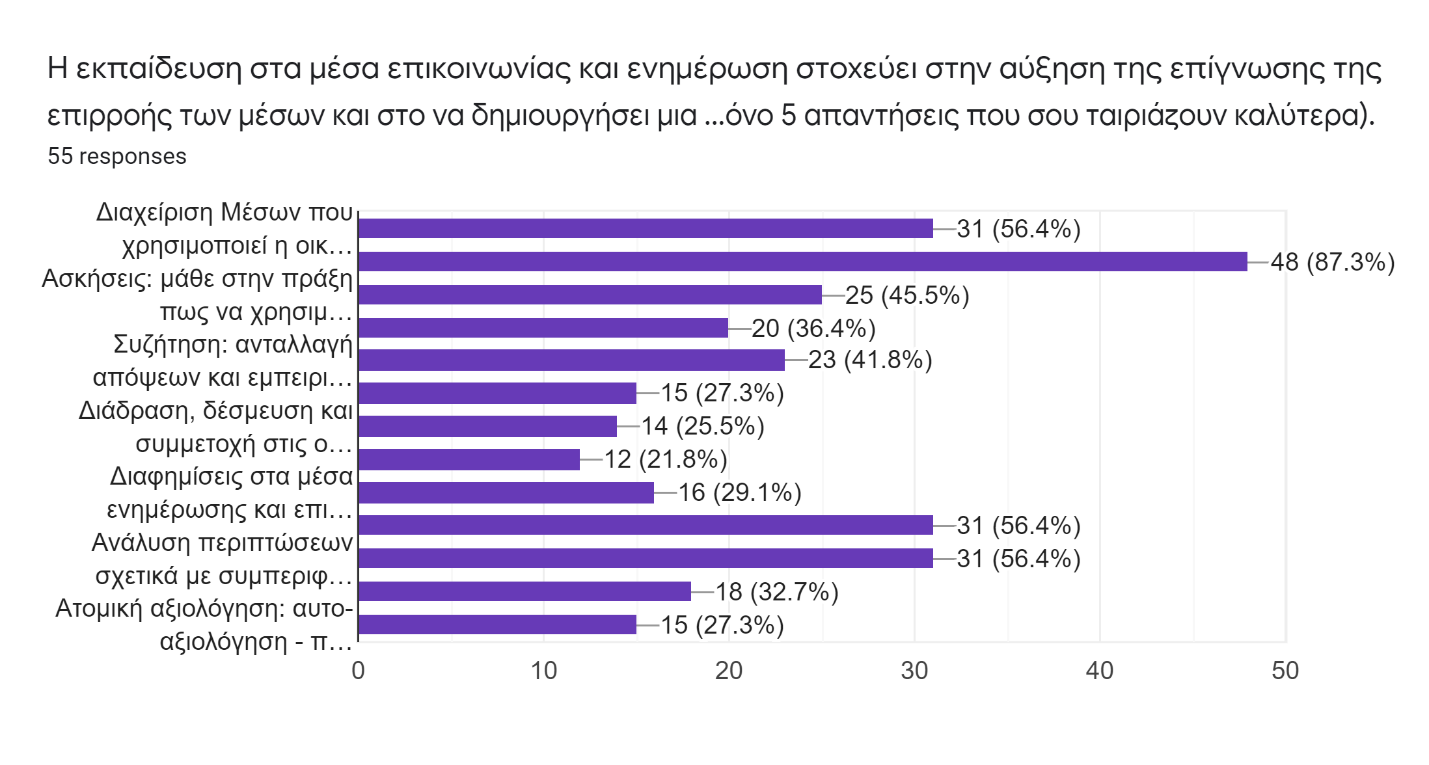 Η εκπαίδευση στα μέσα επικοινωνίας και ενημέρωση στοχεύει στην αύξηση της επίγνωσης της
επιρροής των μέσων και στο να δημιουργήσει μια ...όνο 5 απαντήσεις που σου ταιριάζουν καλύτερα).
55 responses
Διαχείριση Μέσων που
χρησιμοποιεί η οικ…
31 (56.4%)
48 (87.3%)
Ασκήσεις: μάθε στην πράξη
πως να χρησιμ…
25 (45.5%)
20 (36.4%)
Συζήτηση: ανταλλαγή
απόψεων και εμπειρι…
23 (41.8%)
15 (27.3%)
Διάδραση, δέσμευση και
συμμετοχή στις ο…
14 (25.5%)
12 (21.8%)
Διαφημίσεις στα μέσα
ενημέρωσης και επι…
16 (29.1%)
31 (56.4%)
Ανάλυση περιπτώσεων
σχετικά με συμπεριφ…
31 (56.4%)
18 (32.7%)
Ατομική αξιολόγηση: αυτο-
αξιολόγηση - π…
15 (27.3%)
0 10 20 30 40 50